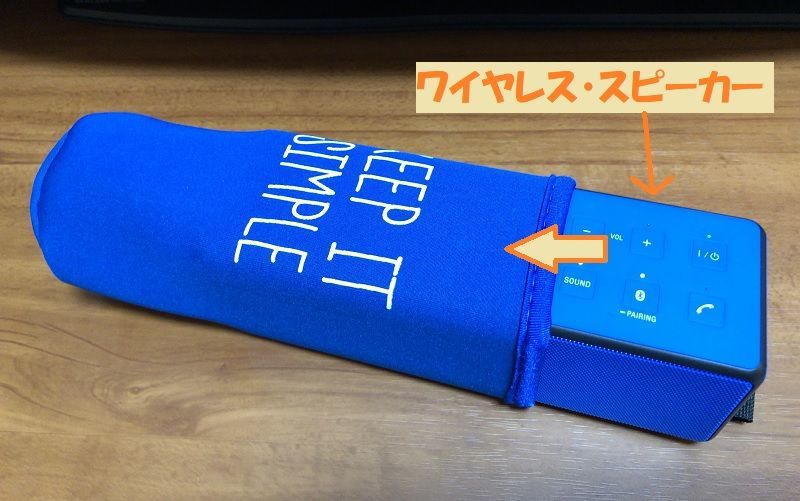 ワイヤレス・スピーカー
KEEP IT
SIMPLE
− VOL +
I/⏻
SOUND
PAIRING